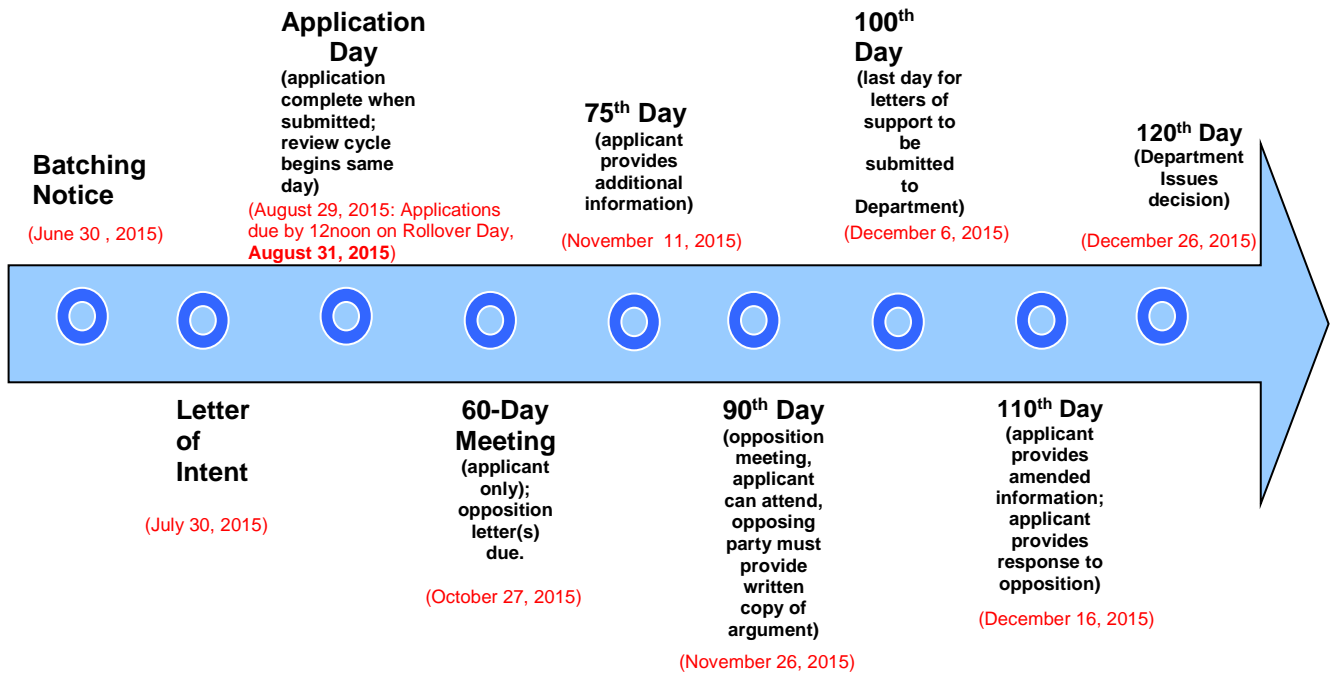 Batching
Notice
(June 30 , 2015)
Letter
of
Intent
(July 30, 2015)
Application
Day
(application
complete when
submitted;
review cycle
begins same
day)
(August 29, 2015: Applications
due by 12noon on Rollover Day,
August 31, 2015)
60-Day
Meeting
(applicant
only);
opposition
letter(s)
due.
(October 27, 2015)
75th Day
(applicant
provides
additional
information)
(November 11, 2015)
90th Day
(opposition
meeting,
applicant
can attend,
opposing
party must
provide
written
copy of
argument)
(November 26, 2015)
100th
Day
(last day for
letters of
support to
be
submitted
to
Department)
(December 6, 2015)
110th Day
(applicant
provides
amended
information;
applicant
provides
response to
opposition)
(December 16, 2015)
120th Day
(Department
Issues
decision)
(December 26, 2015)